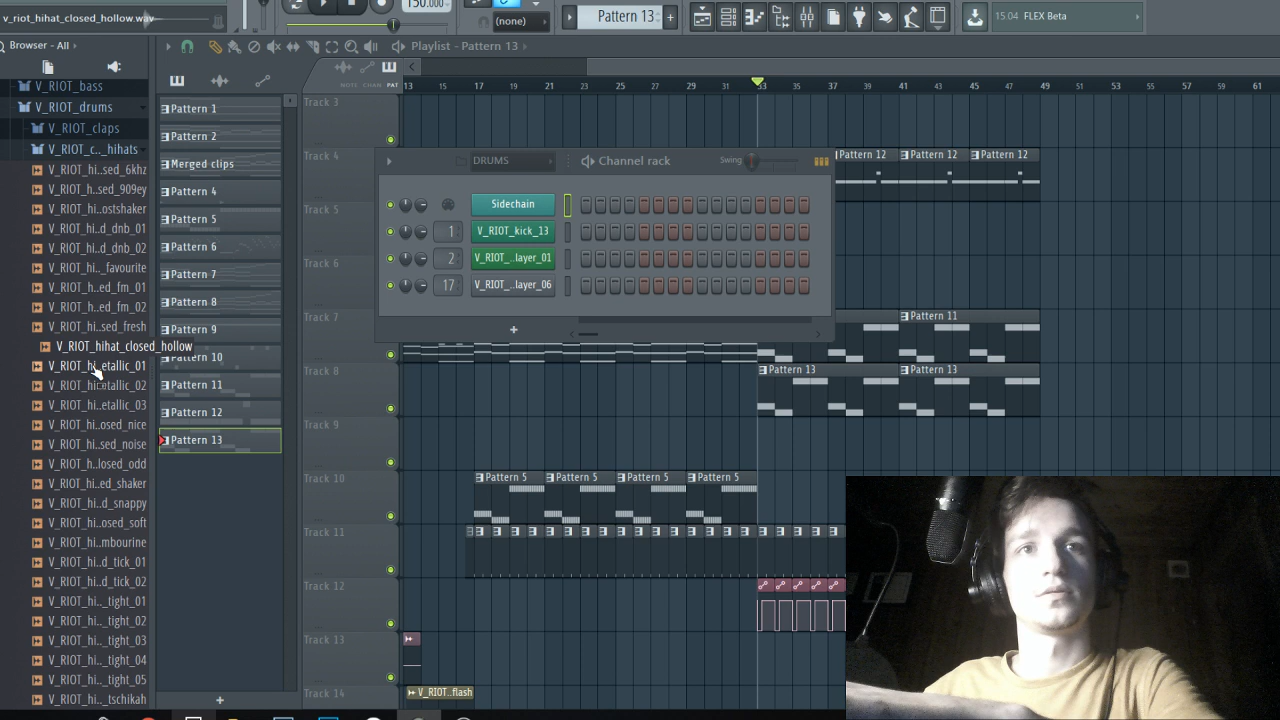 v_riot_hihat_closed_hollow.wav
150.000
(none)
Pattern 13
15:04 FLEX Beta
Browser - All
Playlist - Pattern 13
NOTE CHAN PAT
13 15 17 19 21 23 25 27 29 31 33 35 37 39 41 43 45 47 49 51 53 55 57 59 61
V_RIOT_bass
V_RIOT_drums
V_RIOT_claps
V_RIOT_c.._hihats
V_RIOT_hi..sed_6khz
V_RIOT_h..sed_909ey
V_RIOT_hi..ostshaker
V_RIOT_hi..d_dnb_01
V_RIOT_hi..d_dnb_02
V_RIOT_hi.._favourite
V_RIOT_h..ed_fm_01
V_RIOT_h..ed_fm_02
V_RIOT_hi..sed_fresh
V_RIOT_hihat_closed_hollow
V_RIOT_hi..etallic_01
V_RIOT_hi..etallic_02
V_RIOT_hi..etallic_03
V_RIOT_hi..osed_nice
V_RIOT_hi..sed_noise
V_RIOT_h..losed_odd
V_RIOT_hi..ed_shaker
V_RIOT_hi..d_snappy
V_RIOT_hi..osed_soft
V_RIOT_hi..mbourine
V_RIOT_hi..d_tick_01
V_RIOT_hi..d_tick_02
V_RIOT_hi.._tight_01
V_RIOT_hi.._tight_02
V_RIOT_hi.._tight_03
V_RIOT_hi.._tight_04
V_RIOT_hi.._tight_05
V_RIOT_hi.._tschikah
Pattern 1
Pattern 2
Merged clips
Pattern 4
Pattern 5
Pattern 6
Pattern 7
Pattern 8
Pattern 9
Pattern 10
Pattern 11
Pattern 12
Pattern 13
Track 3
Track 4
Pattern 12 Pattern 12 Pattern 12
Track 5
Track 6
Track 7
Pattern 11
Track 8
Pattern 13 Pattern 13
Track 9
Track 10
Pattern 5 Pattern 5 Pattern 5 Pattern 5
Track 11
Track 12
Track 13
Track 14
V_RIOT..flash
DRUMS
Channel rack
Swing
Sidechain
1 V_RIOT_kick_13
2 V_RIOT_..layer_01
17 V_RIOT_..layer_06